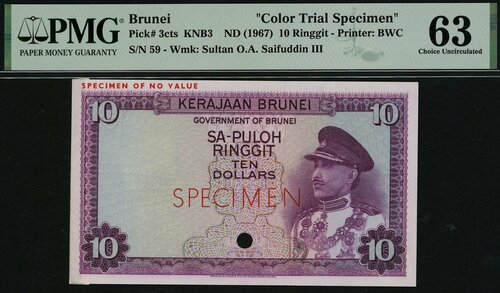 PMG
PAPER MONEY GUARANTY
Brunei "Color Trial Specimen"
Pick# 3cts KNB3 ND (1967) 10 Ringgit - Printer: BWC
S/N 59 - Wmk: Sultan O.A. Saifuddin III
63
Choice Uncirculated
SPECIMEN OF NO VALUE
10 KERAJAAN BRUNEI 10
GOVERNMENT OF BRUNEI
SA-PULOH
RINGGIT
TEN
DOLLARS
SPECIMEN
10 10